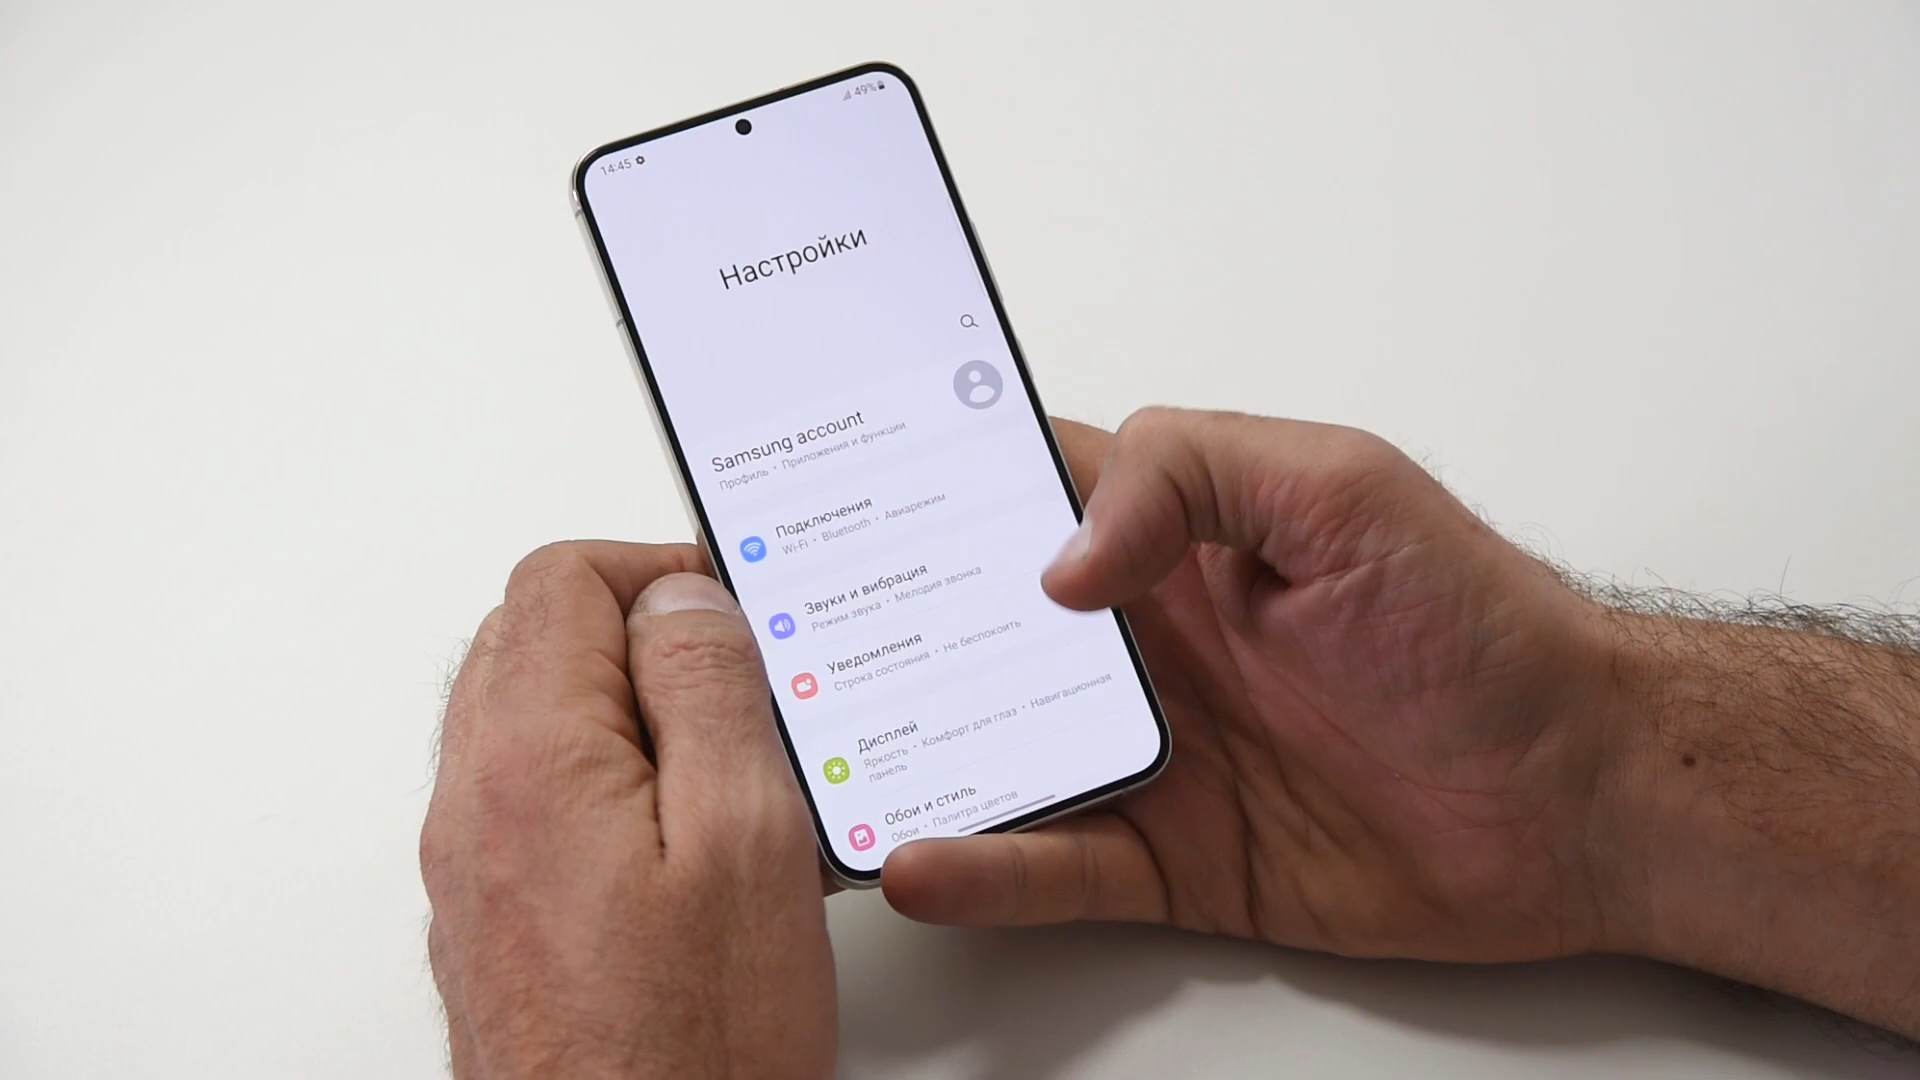 14:45
49%
Настройки
Samsung account
Профиль • Приложения и функции
Подключения
Wi-Fi • Bluetooth • Авиарежим
Звуки и вибрация
Режим звука • Мелодия звонка
Уведомления
Строка состояния • Не беспокоить
Дисплей
Яркость • Комфорт для глаз • Навигационная
панель
Обои и стиль
Обои • Палитра цветов